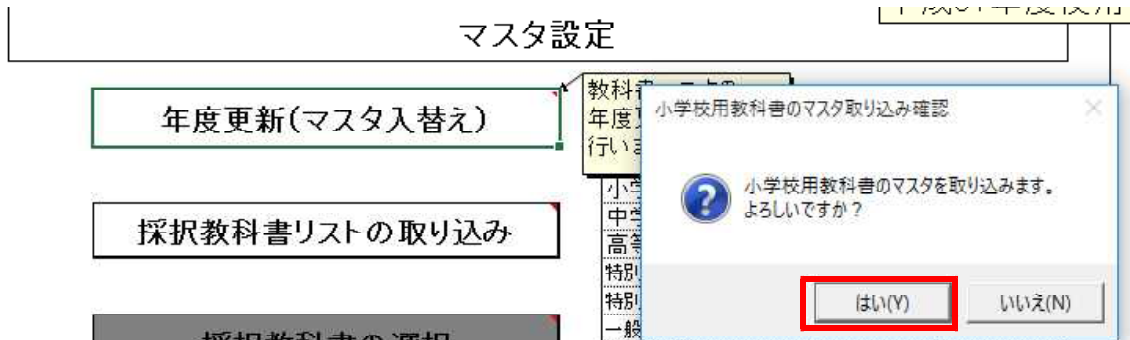 マスタ設定
年度更新(マスタ入替え)
教科
年度
行いま
小学校用教科書のマスタ取り込み確認
小学校用教科書のマスタを取り込みます。
よろしいですか？
はい(Y)
いいえ(N)
採択教科書リストの取り込み
小学
中学
高等
特別
特別
一般